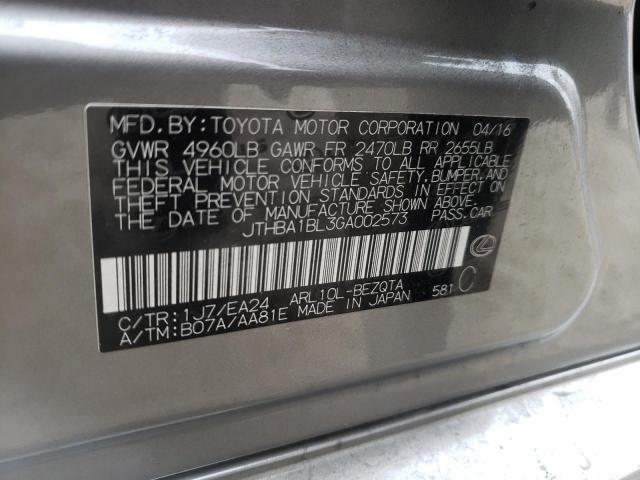 MFD. BY: TOYOTA MOTOR CORPORATION 04/16
GVWR 4960LB GAWR FR 2470LB RR 2655LB
THIS VEHICLE CONFORMS TO ALL APPLICABLE
FEDERAL MOTOR VEHICLE SAFETY, BUMPER, AND
THEFT PREVENTION STANDARDS IN EFFECT ON
THE DATE OF MANUFACTURE SHOWN ABOVE.
JTHBA1BL3GA002573 PASS.CAR
C/TR: 1J7/EA24 ARL10L-BEZQTA 581 C
A/TM: B07A/AA81E MADE IN JAPAN